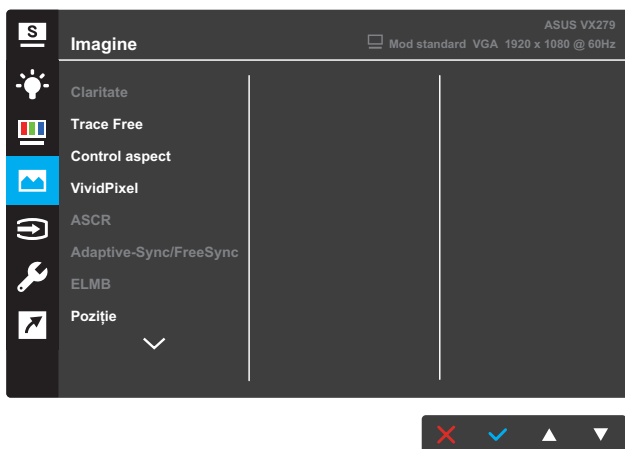 S
ASUS VX279
Imagine
Mod standard VGA 1920 x 1080 @ 60Hz
Claritate
Trace Free
Control aspect
VividPixel
ASCR
Adaptive-Sync/FreeSync
ELMB
Poziție